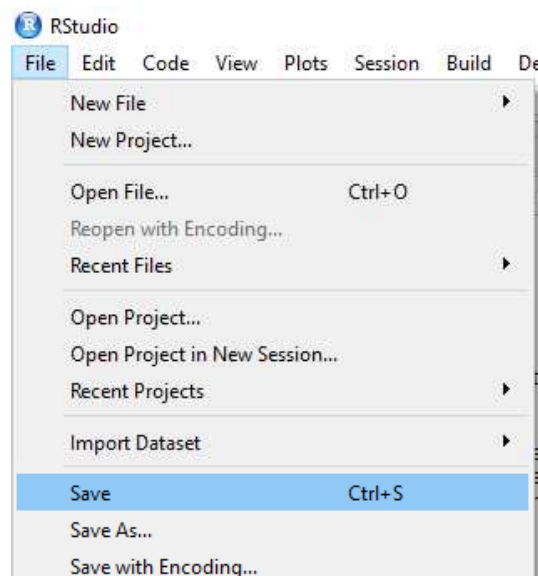 RStudio
File Edit Code View Plots Session Build
New File
New Project...
Open File... Ctrl+O
Reopen with Encoding...
Recent Files
Open Project...
Open Project in New Session...
Recent Projects
Import Dataset
Save Ctrl+S
Save As...
Save with Encoding...